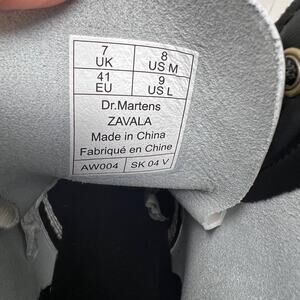 7 8
UK US M
41 9
EU US L
Dr.Martens
ZAVALA
Made in China
Fabriqué en Chine
AW004 SK 04 V